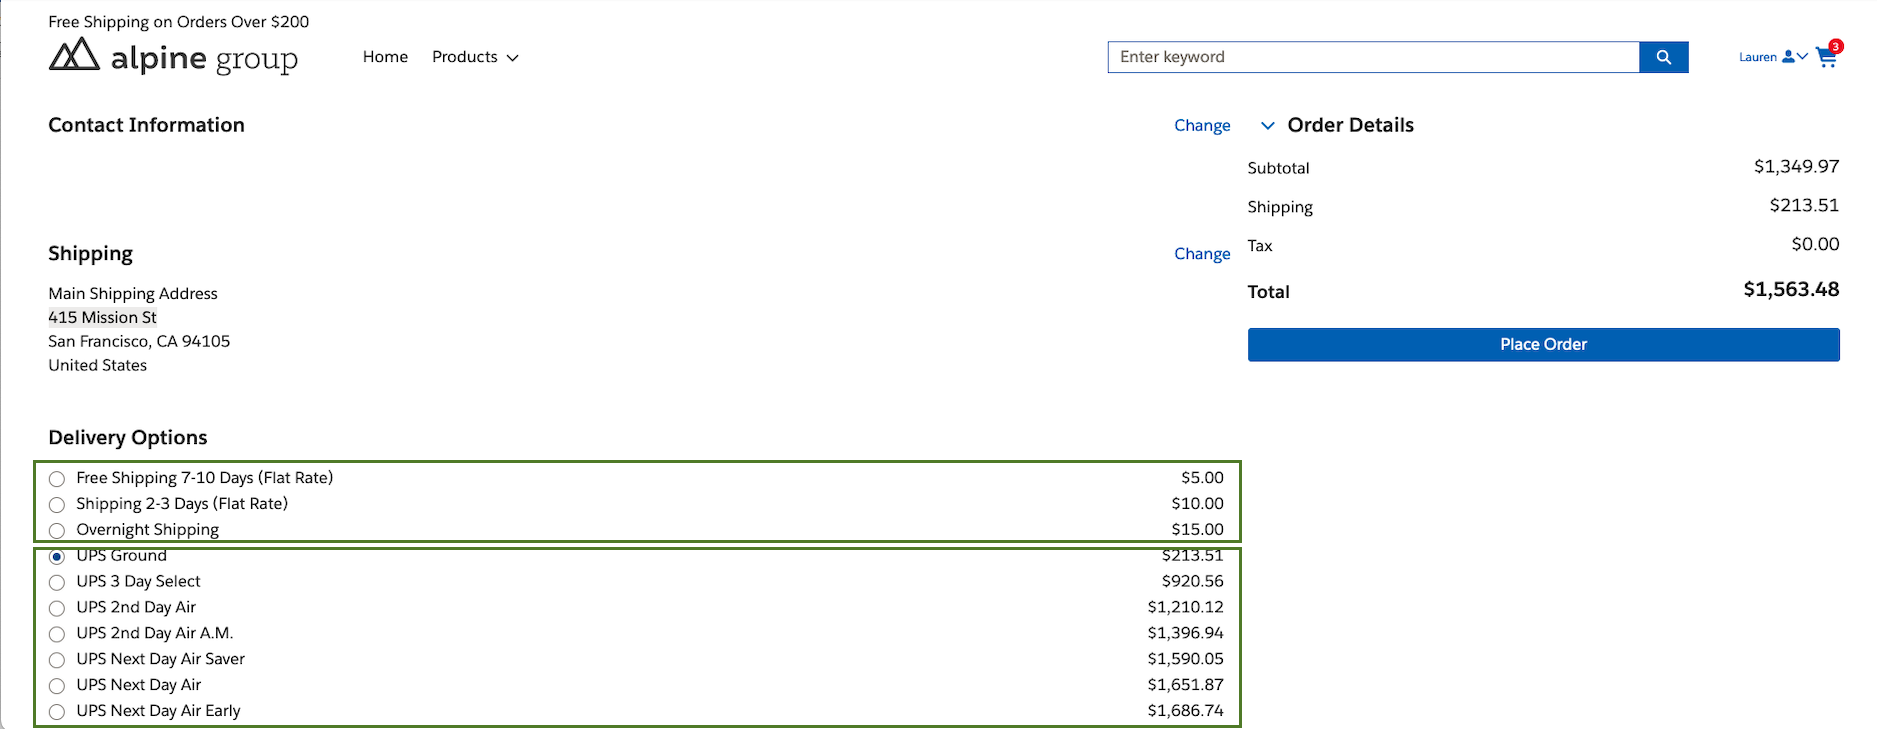 Free Shipping on Orders Over $200
alpine group
Home
Products
Enter keyword
Lauren
3
Contact Information
Change
Shipping
Change
Main Shipping Address
415 Mission St
San Francisco, CA 94105
United States
Delivery Options
Free Shipping 7-10 Days (Flat Rate) $5.00
Shipping 2-3 Days (Flat Rate) $10.00
Overnight Shipping $15.00
UPS Ground $213.51
UPS 3 Day Select $920.56
UPS 2nd Day Air $1,210.12
UPS 2nd Day Air A.M. $1,396.94
UPS Next Day Air Saver $1,590.05
UPS Next Day Air $1,651.87
UPS Next Day Air Early $1,686.74
Order Details
Subtotal $1,349.97
Shipping $213.51
Tax $0.00
Total $1,563.48
Place Order